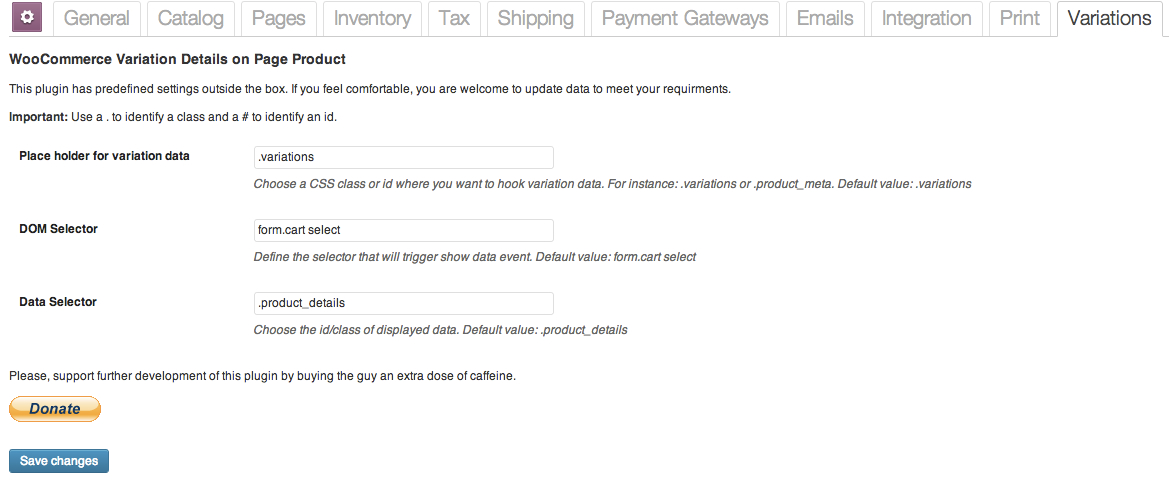 General Catalog Pages Inventory Tax Shipping Payment Gateways Emails Integration Print Variations
WooCommerce Variation Details on Page Product
This plugin has predefined settings outside the box. If you feel comfortable, you are welcome to update data to meet your requirments.
Important: Use a . to identify a class and a # to identify an id.
Place holder for variation data .variations
Choose a CSS class or id where you want to hook variation data. For instance: .variations or .product_meta. Default value: .variations
DOM Selector form.cart select
Define the selector that will trigger show data event. Default value: form.cart select
Data Selector .product_details
Choose the id/class of displayed data. Default value: .product_details
Please, support further development of this plugin by buying the guy an extra dose of caffeine.
Donate
Save changes